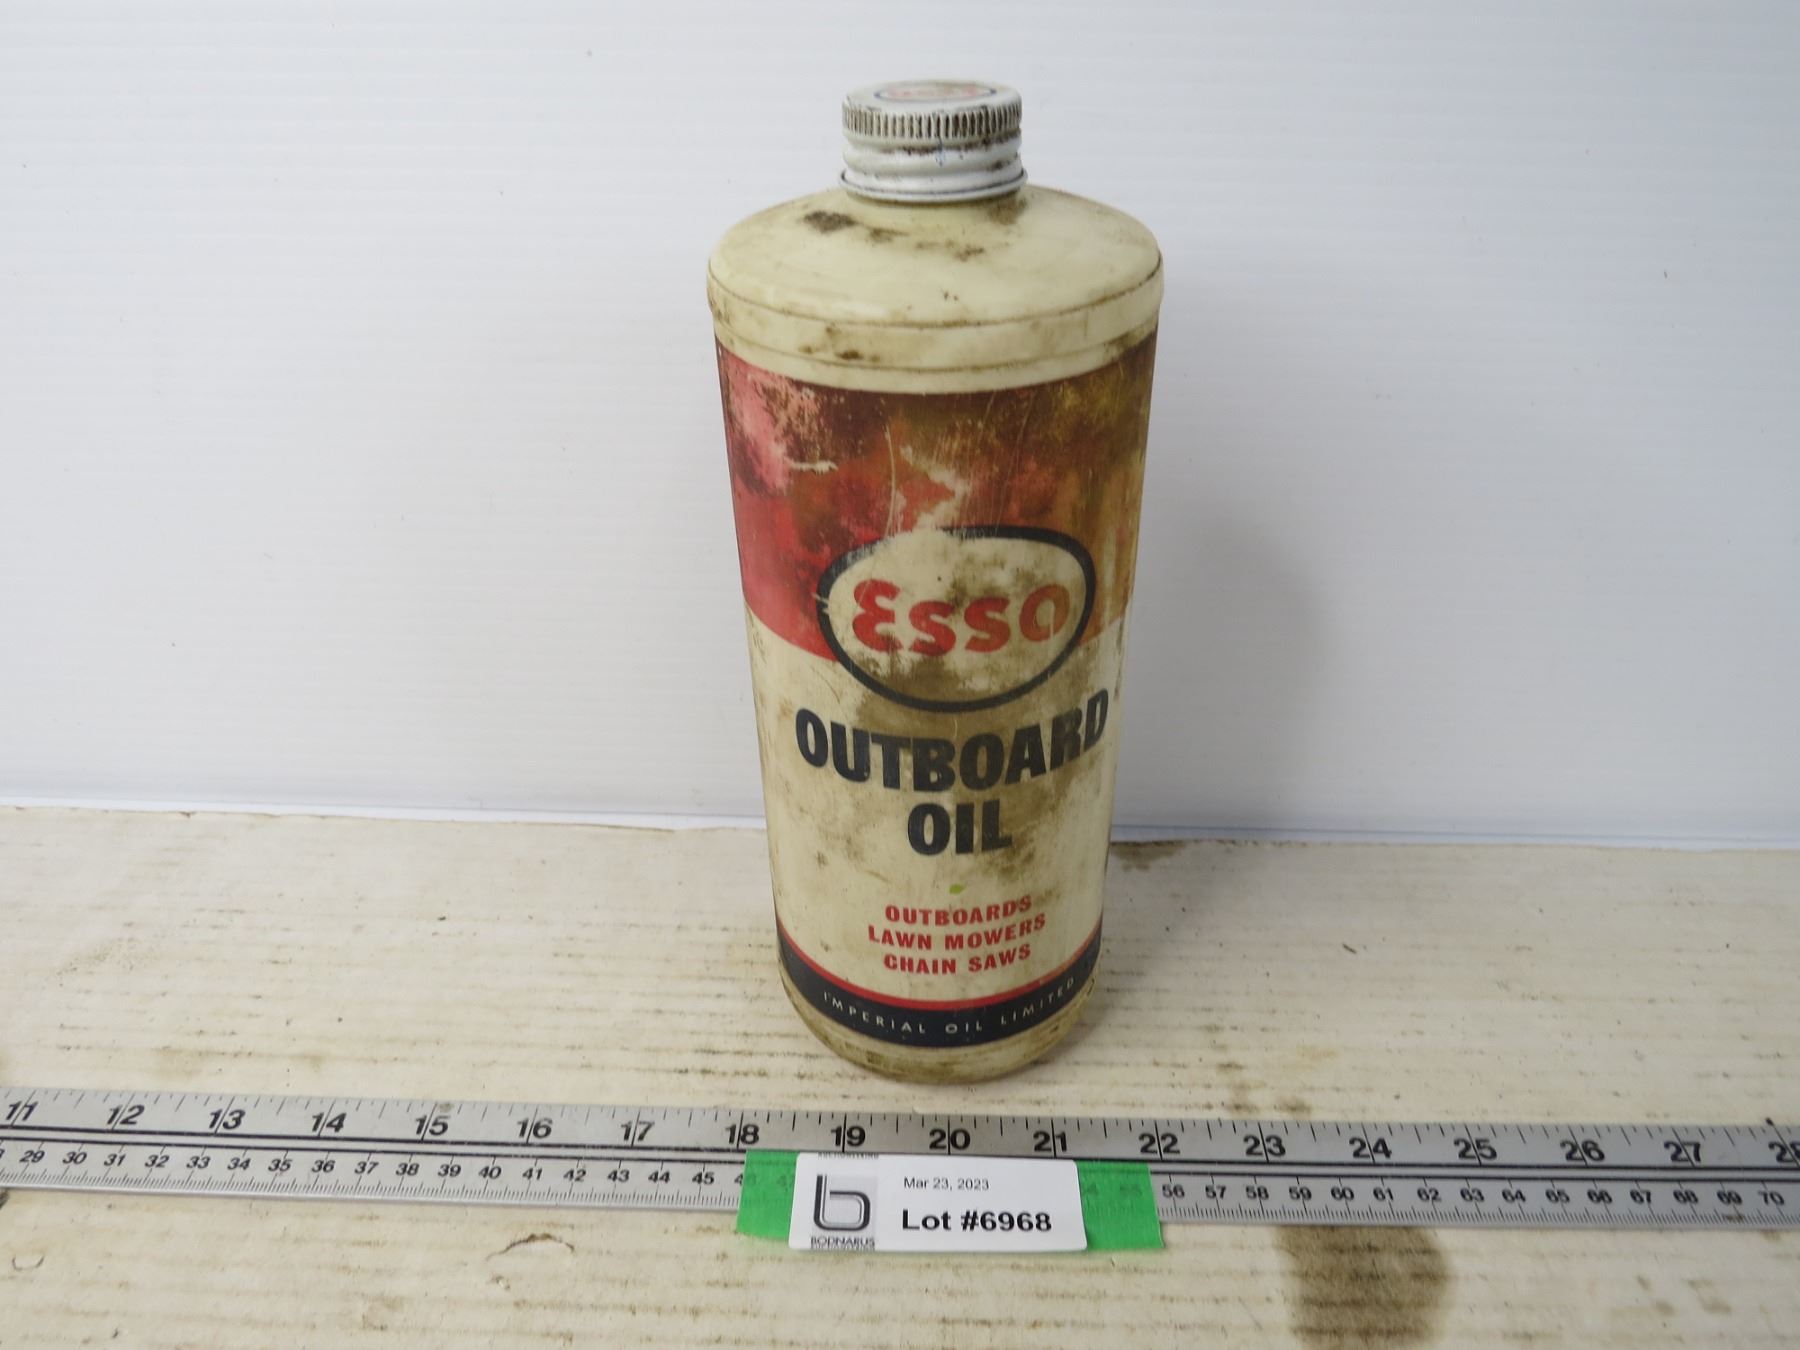 Esso
OUTBOARD
OIL
OUTBOARDS
LAWN MOWERS
CHAIN SAWS
IMPERIAL OIL LIMITED
11 12 13 14 15 16 17 18 19 20 21 22 23 24 25 26 27 28
29 30 31 32 33 34 35 36 37 38 39 40 41 42 43 44 45 56 57 58 59 60 61 62 63 64 65 66 67 68 69 70
Mar 23, 2023
Lot #6968
b
BODNARUS